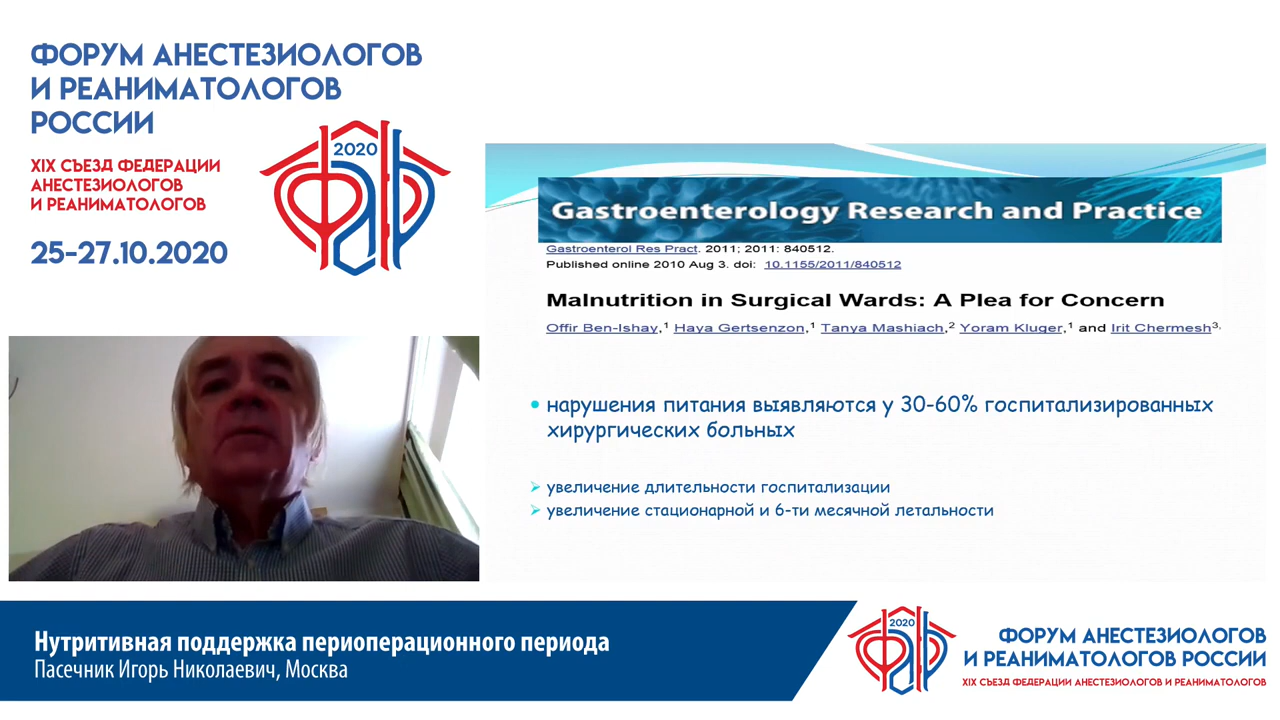 ФОРУМ АНЕСТЕЗИОЛОГОВ
И РЕАНИМАТОЛОГОВ
РОССИИ
XIX СЪЕЗД ФЕДЕРАЦИИ
АНЕСТЕЗИОЛОГОВ
И РЕАНИМАТОЛОГОВ
25-27.10.2020
2020
ФАР
Gastroenterology Research and Practice
Gastroenterol Res Pract. 2011; 2011: 840512.
Published online 2010 Aug 3. doi: 10.1155/2011/840512
Malnutrition in Surgical Wards: A Plea for Concern
Offir Ben-Ishay,1 Haya Gertsenzon,1 Tanya Mashiach,2 Yoram Kluger,1 and Irit Chermesh3,
• нарушения питания выявляются у 30-60% госпитализированных
хирургических больных
увеличение длительности госпитализации
увеличение стационарной и 6-ти месячной летальности
Нутритивная поддержка периоперационного периода
Пасечник Игорь Николаевич, Москва
2020
ФАР
ФОРУМ АНЕСТЕЗИОЛОГОВ
И РЕАНИМАТОЛОГОВ РОССИИ
XIX СЪЕЗД ФЕДЕРАЦИИ АНЕСТЕЗИОЛОГОВ И РЕАНИМАТОЛОГОВ